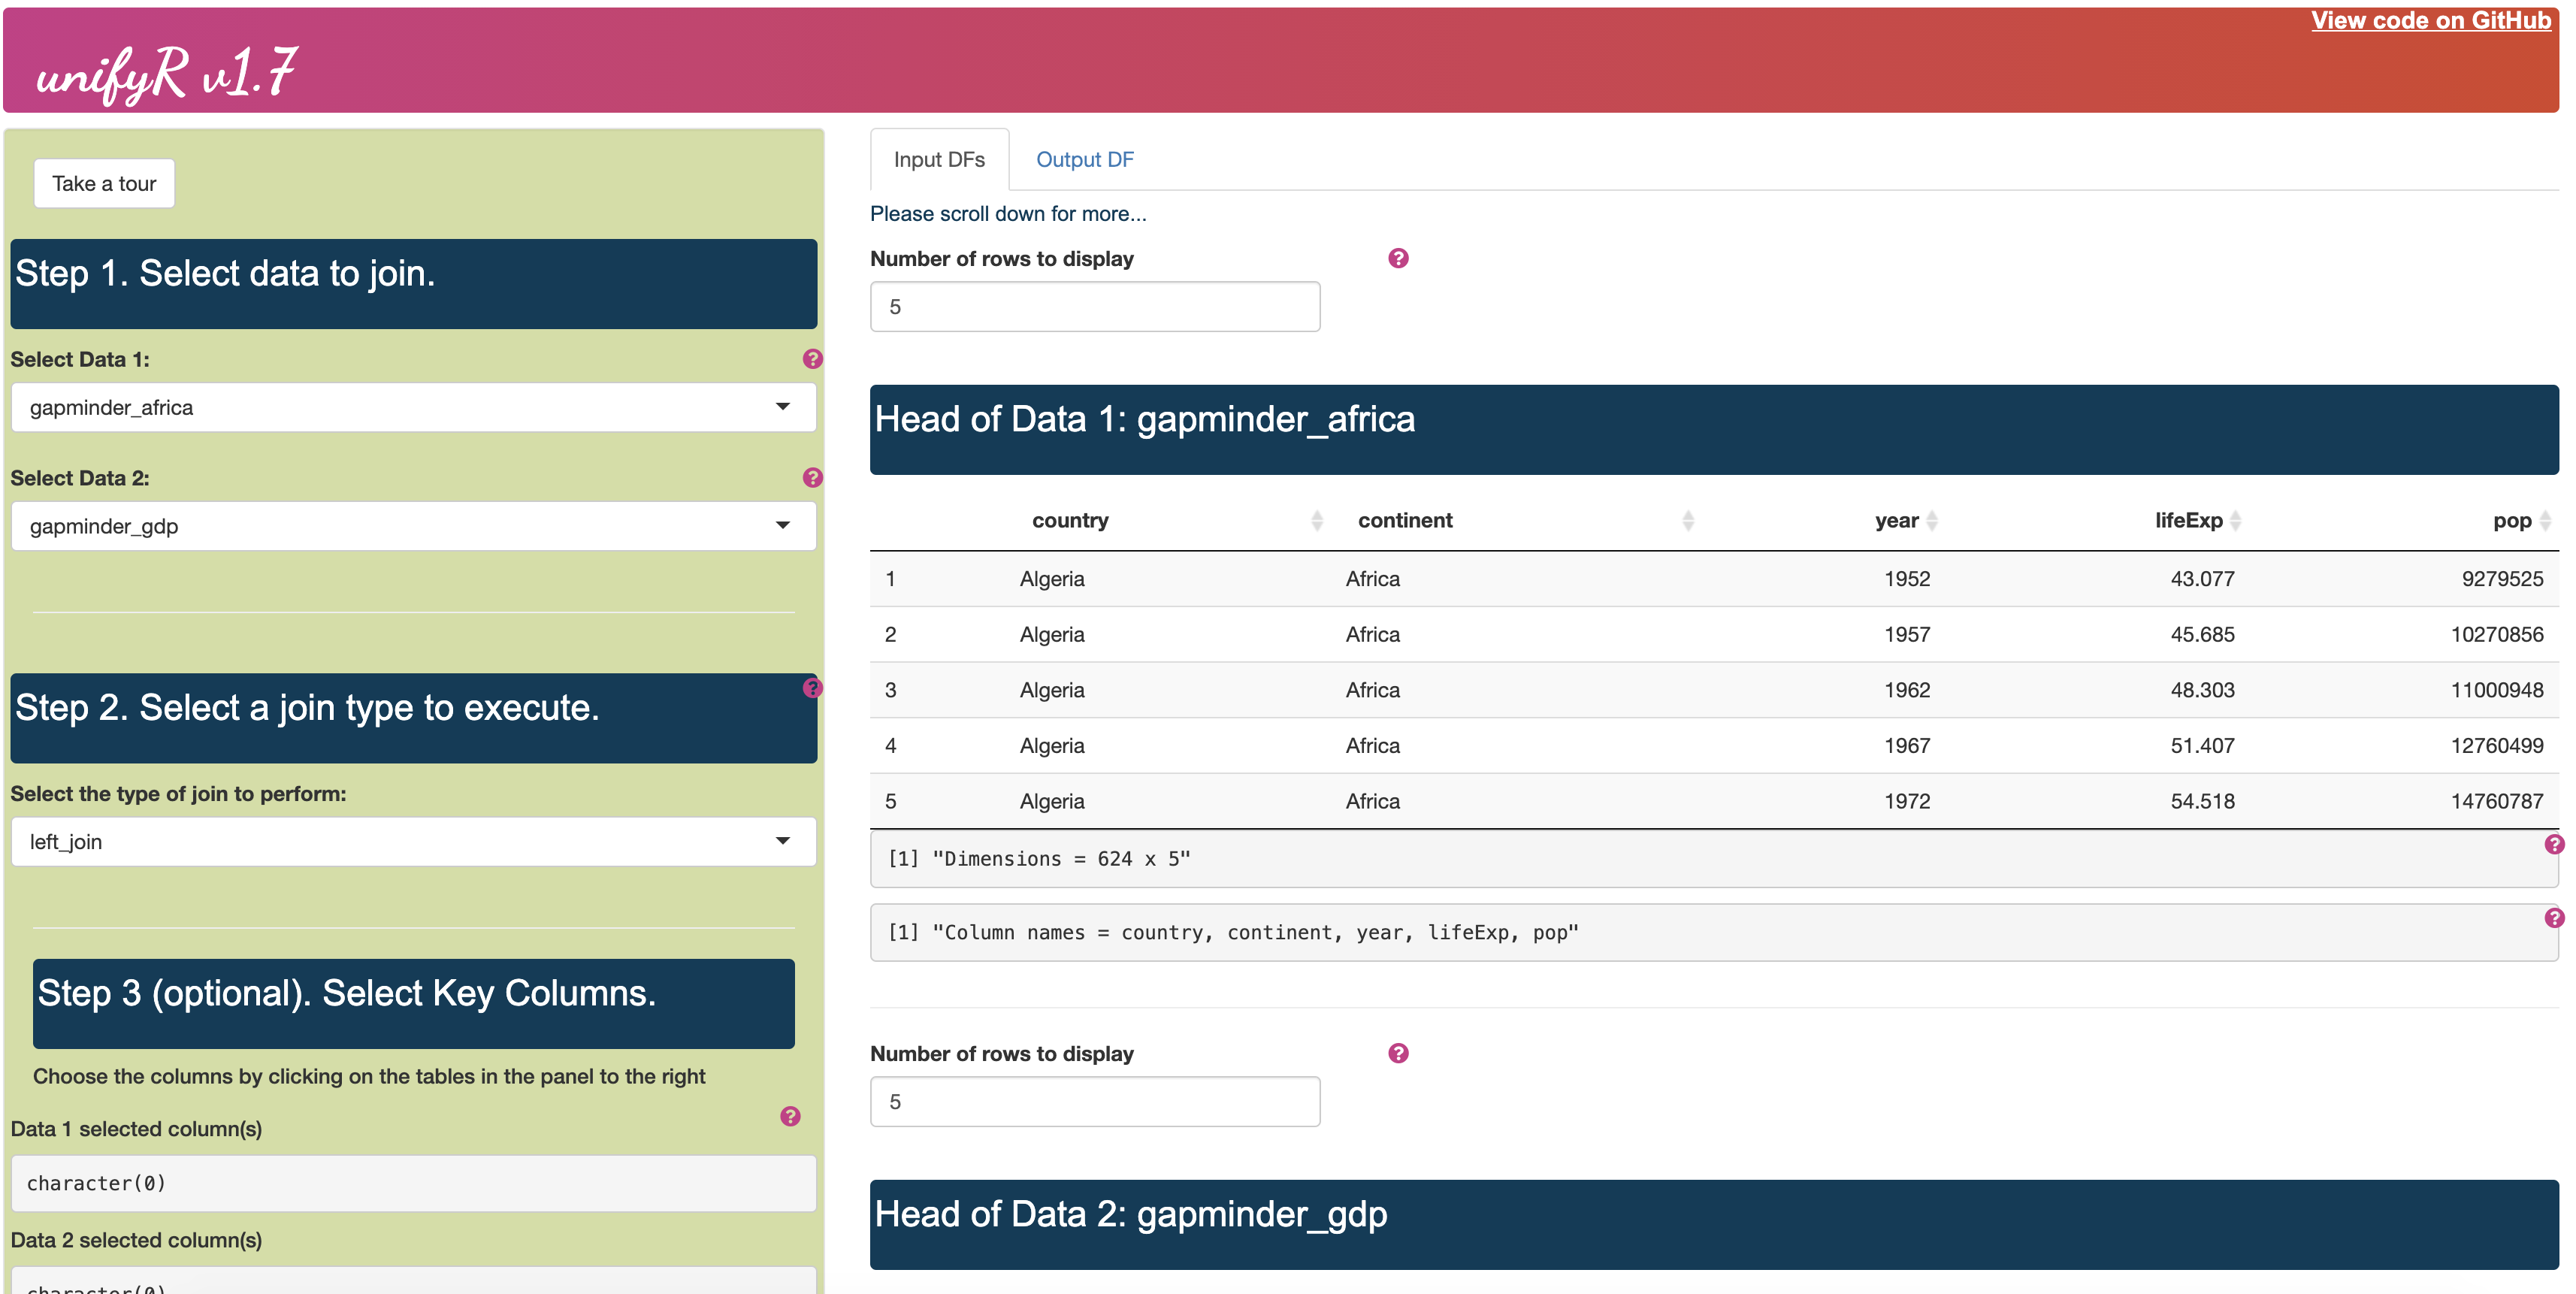 View code on GitHub
unifyR v1.7
Take a tour
Step 1. Select data to join.
Select Data 1:
?
gapminder_africa
Select Data 2:
?
gapminder_gdp
Step 2. Select a join type to execute.
?
Select the type of join to perform:
left_join
Step 3 (optional). Select Key Columns.
Choose the columns by clicking on the tables in the panel to the right
?
Data 1 selected column(s)
character(0)
Data 2 selected column(s)
character(0)
Input DFs Output DF
Please scroll down for more...
Number of rows to display ?
5
Head of Data 1: gapminder_africa
country continent year lifeExp pop
1 Algeria Africa 1952 43.077 9279525
2 Algeria Africa 1957 45.685 10270856
3 Algeria Africa 1962 48.303 11000948
4 Algeria Africa 1967 51.407 12760499
5 Algeria Africa 1972 54.518 14760787
[1] "Dimensions = 624 x 5" ?
[1] "Column names = country, continent, year, lifeExp, pop" ?
Number of rows to display ?
5
Head of Data 2: gapminder_gdp